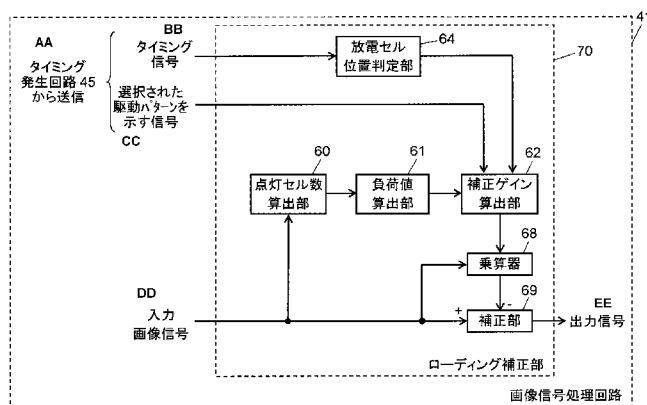 41
AA
タイミング
発生回路45
から送信
BB
タイミング
信号
放電セル
位置判定部
64
70
選択された
駆動パターンを
示す信号
CC
60
点灯セル数
算出部
61
負荷値
算出部
62
補正ゲイン
算出部
68
乗算器
DD
入力
画像信号
+
-
69
補正部
EE
出力信号
ローディング補正部
画像信号処理回路